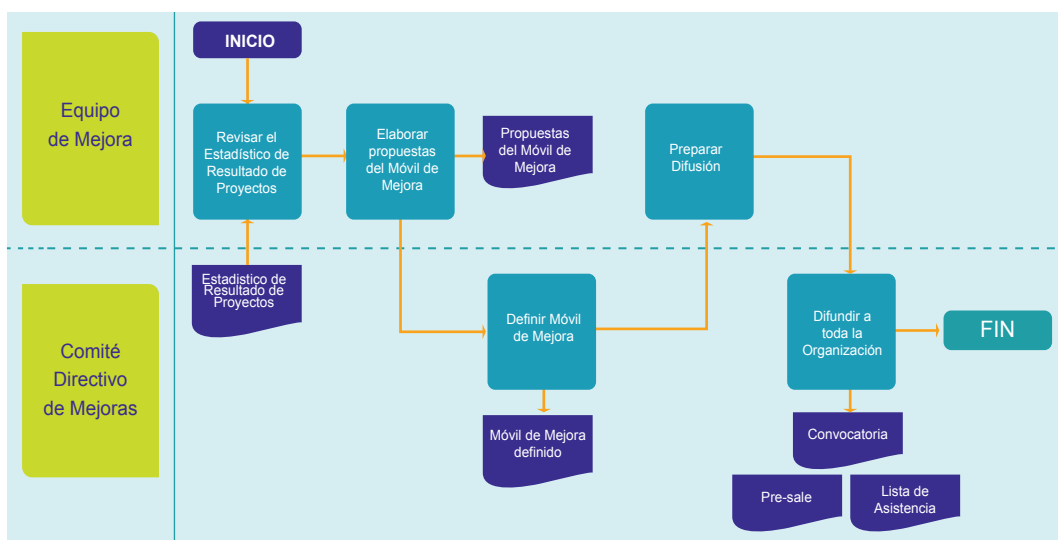 INICIO
Equipo
de Mejora
Revisar el
Estadístico de
Resultado de
Proyectos
Elaborar
propuestas
del Móvil de
Mejora
Propuestas
del Móvil de
Mejora
Preparar
Difusión
Estadistico de
Resultado de
Proyectos
Comité
Directivo
de Mejoras
Definir Móvil
de Mejora
Difundir a
toda la
Organización
FIN
Móvil de Mejora
definido
Convocatoria
Pre-sale
Lista de
Asistencia